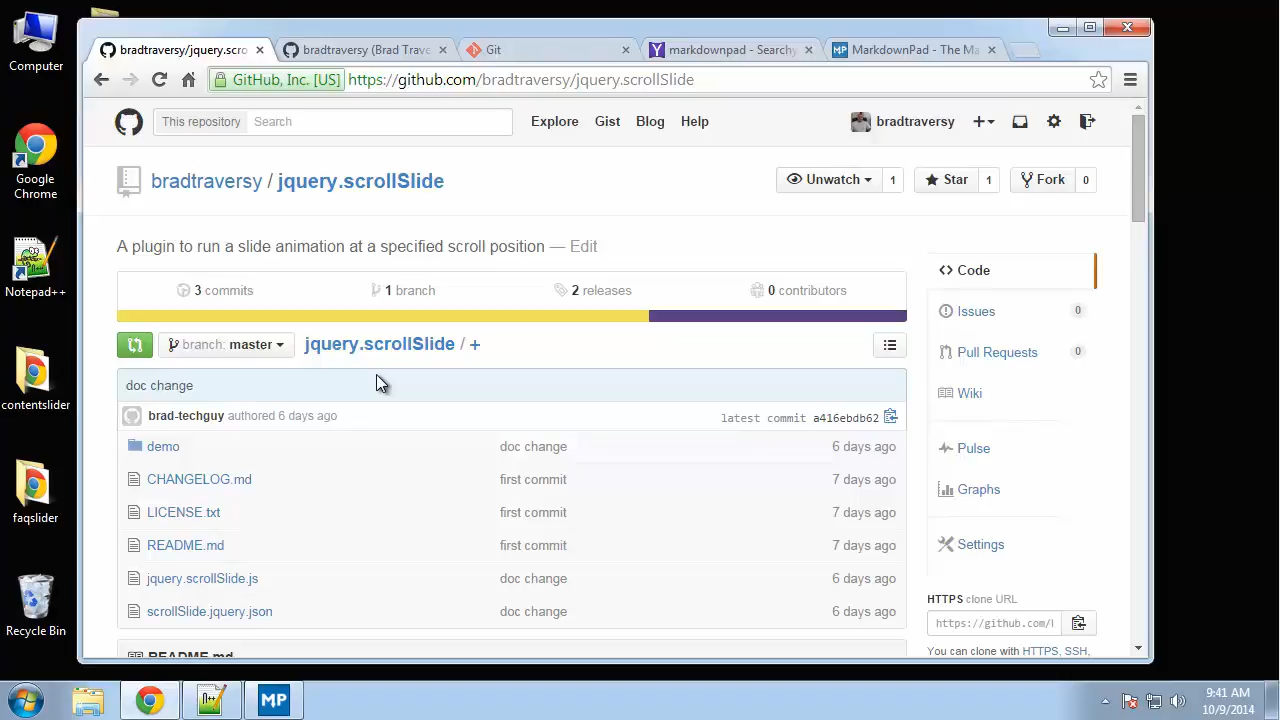 Computer
Google Chrome
Notepad++
contentslider
faqslider
Recycle Bin
bradtraversy/jquery.scro
bradtraversy (Brad Trave
Git
markdownpad - Searchy
MarkdownPad - The Ma
GitHub, Inc. [US] https://github.com/bradtraversy/jquery.scrollSlide
This repository Search Explore Gist Blog Help bradtraversy
bradtraversy / jquery.scrollSlide
Unwatch 1 Star 1 Fork 0
A plugin to run a slide animation at a specified scroll position — Edit
3 commits 1 branch 2 releases 0 contributors
branch: master jquery.scrollSlide / +
doc change
brad-techguy authored 6 days ago latest commit a416ebdb62
demo doc change 6 days ago
CHANGELOG.md first commit 7 days ago
LICENSE.txt first commit 7 days ago
README.md first commit 7 days ago
jquery.scrollSlide.js doc change 6 days ago
scrollSlide.jquery.json doc change 6 days ago
README.md
Code
Issues 0
Pull Requests 0
Wiki
Pulse
Graphs
Settings
HTTPS clone URL
https://github.com/
You can clone with HTTPS, SSH,
MP
9:41 AM
10/9/2014